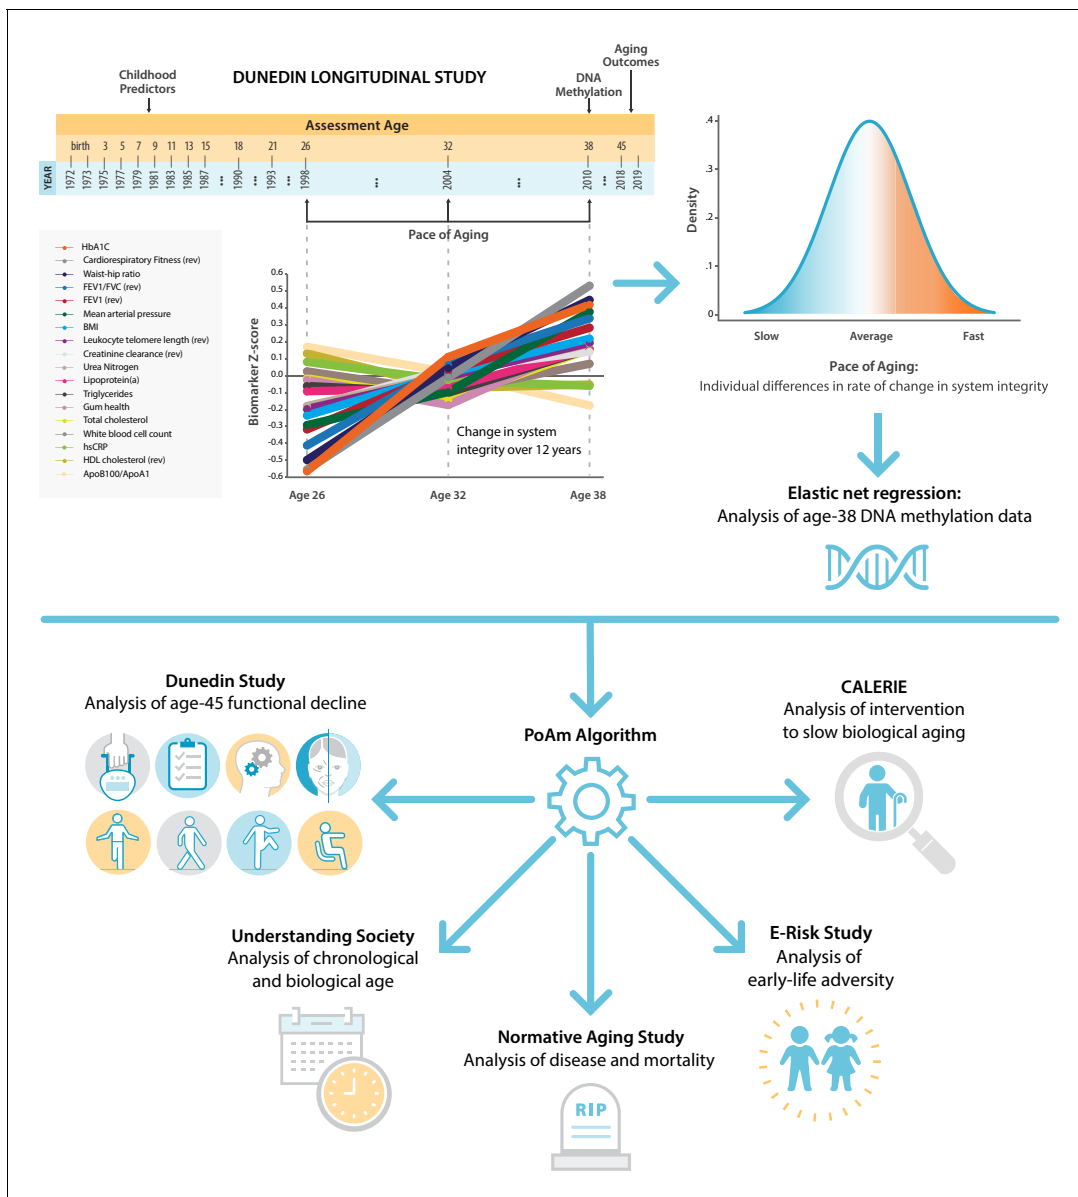 DUNEDIN LONGITUDINAL STUDY
Childhood
Predictors
DNA
Methylation
Aging
Outcomes
Assessment Age
birth 3 5 7 9 11 13 15 18 21 26 32 38 45
YEAR
1972 1973 1975 1977 1979 1981 1983 1985 1987 ... 1990 ... 1993 ... 1998 ... 2004 ... 2010 ... 2018 2019
Pace of Aging
HbA1C
Cardiorespiratory Fitness (rev)
Waist-hip ratio
FEV1/FVC (rev)
FEV1 (rev)
Mean arterial pressure
BMI
Leukocyte telomere length (rev)
Creatinine clearance (rev)
Urea Nitrogen
Lipoprotein(a)
Triglycerides
Gum health
Total cholesterol
White blood cell count
hsCRP
HDL cholesterol (rev)
ApoB100/ApoA1
Biomarker Z-score
0.6
0.5
0.4
0.3
0.2
0.1
0.0
-0.1
-0.2
-0.3
-0.4
-0.5
-0.6
Change in system
integrity over 12 years
Age 26 Age 32 Age 38
Density
.4
.3
.2
.1
0
Slow Average Fast
Pace of Aging:
Individual differences in rate of change in system integrity
Elastic net regression:
Analysis of age-38 DNA methylation data
Dunedin Study
Analysis of age-45 functional decline
PoAm Algorithm
CALERIE
Analysis of intervention
to slow biological aging
Understanding Society
Analysis of chronological
and biological age
Normative Aging Study
Analysis of disease and mortality
RIP
E-Risk Study
Analysis of
early-life adversity